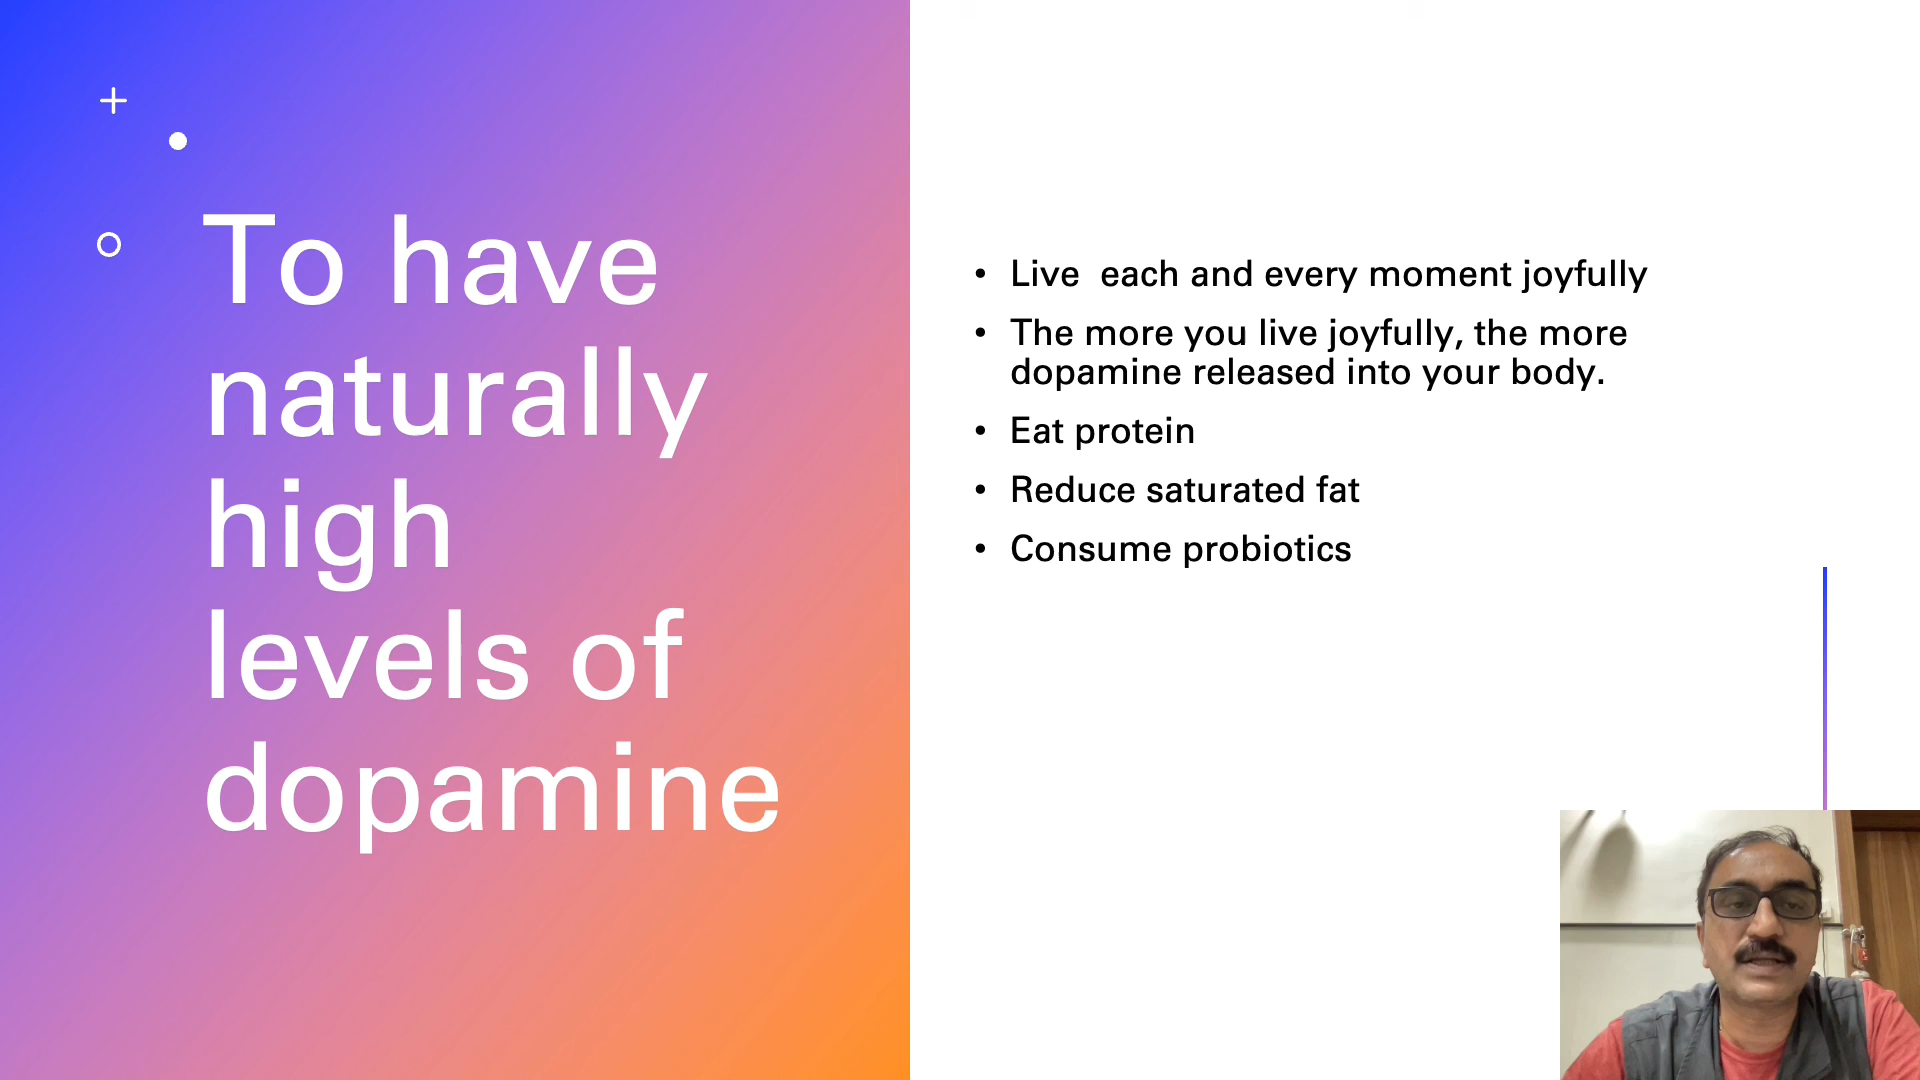 To have
naturally
high
levels of
dopamine
• Live  each and every moment joyfully
• The more you live joyfully, the more
dopamine released into your body.
• Eat protein
• Reduce saturated fat
• Consume probiotics